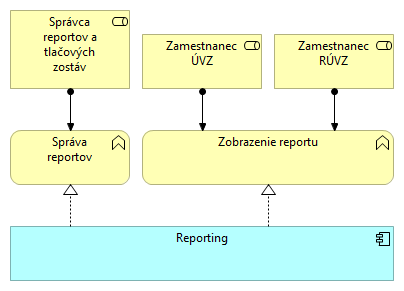 Správca
reportov a
tlačových
zostáv
Zamestnanec
ÚVZ
Zamestnanec
RÚVZ
Správa
reportov
Zobrazenie reportu
Reporting